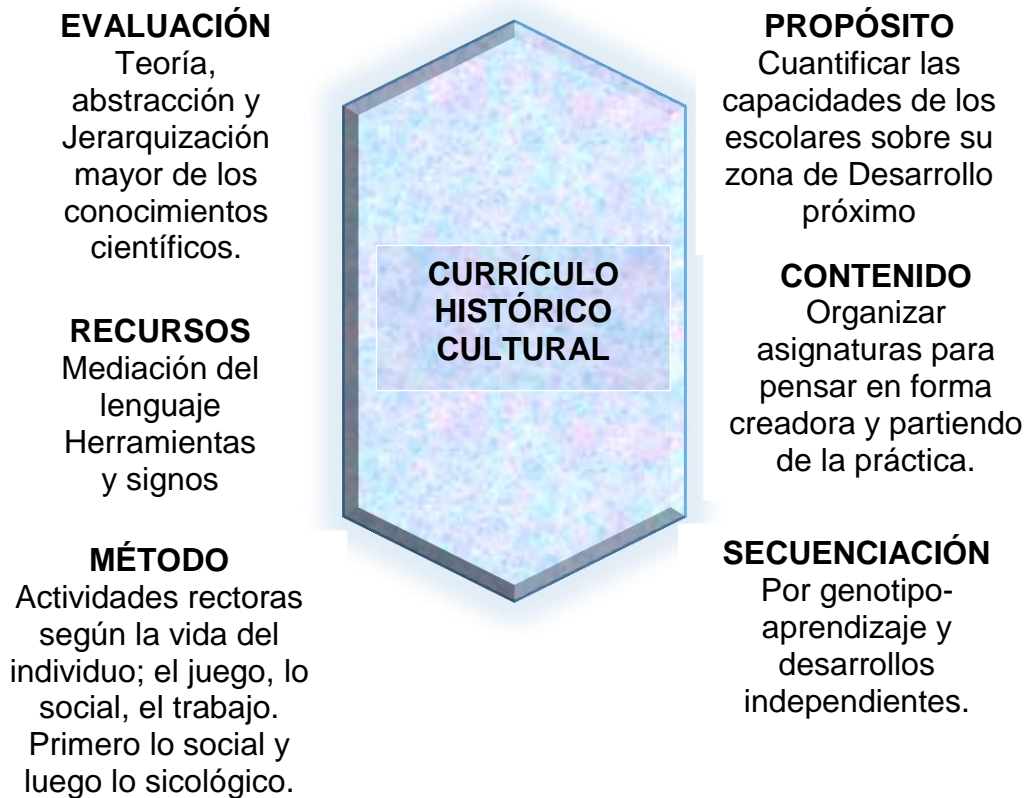 EVALUACIÓN
Teoría,
abstracción y
Jerarquización
mayor de los
conocimientos
científicos.
RECURSOS
Mediación del
lenguaje
Herramientas
y signos
MÉTODO
Actividades rectoras
según la vida del
individuo; el juego, lo
social, el trabajo.
Primero lo social y
luego lo sicológico.
CURRÍCULO
HISTÓRICO
CULTURAL
PROPÓSITO
Cuantificar las
capacidades de los
escolares sobre su
zona de Desarrollo
próximo
CONTENIDO
Organizar
asignaturas para
pensar en forma
creadora y partiendo
de la práctica.
SECUENCIACIÓN
Por genotipo-
aprendizaje y
desarrollos
independientes.